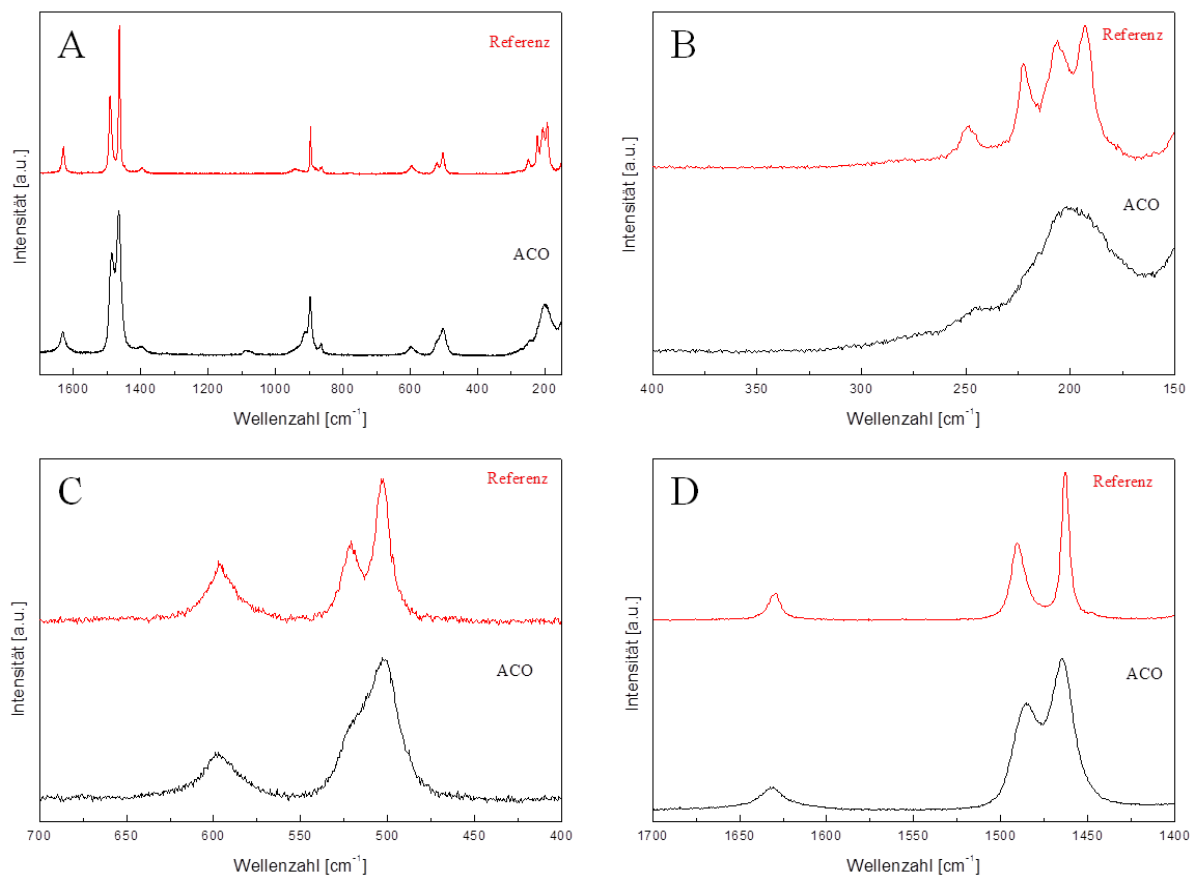 A
Referenz
ACO
Intensität [a.u.]
1600 1400 1200 1000 800 600 400 200
Wellenzahl [cm⁻¹]
B
Referenz
ACO
Intensität [a.u.]
400 350 300 250 200 150
Wellenzahl [cm⁻¹]
C
Referenz
ACO
Intensität [a.u.]
700 650 600 550 500 450 400
Wellenzahl [cm⁻¹]
D
Referenz
ACO
Intensität [a.u.]
1700 1650 1600 1550 1500 1450 1400
Wellenzahl [cm⁻¹]